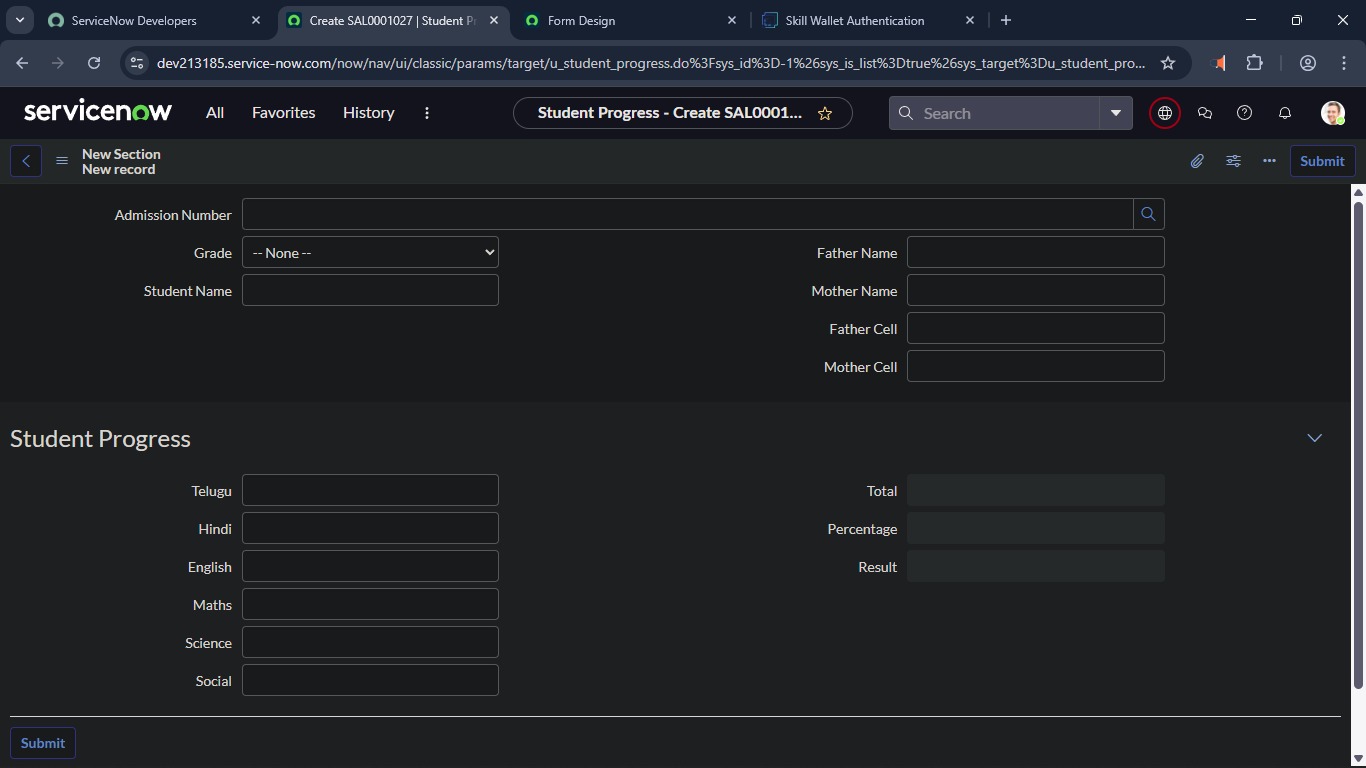 ServiceNow Developers
Create SAL0001027 | Student P
Form Design
Skill Wallet Authentication
dev213185.service-now.com/now/nav/ui/classic/params/target/u_student_progress.do%3Fsys_id%3D-1%26sys_is_list%3Dtrue%26sys_target%3Du_student_pro...
servicenow
All
Favorites
History
Student Progress - Create SAL0001...
Search
New Section
New record
Submit
Admission Number
Grade
-- None --
Father Name
Student Name
Mother Name
Father Cell
Mother Cell
Student Progress
Telugu
Total
Hindi
Percentage
English
Result
Maths
Science
Social
Submit